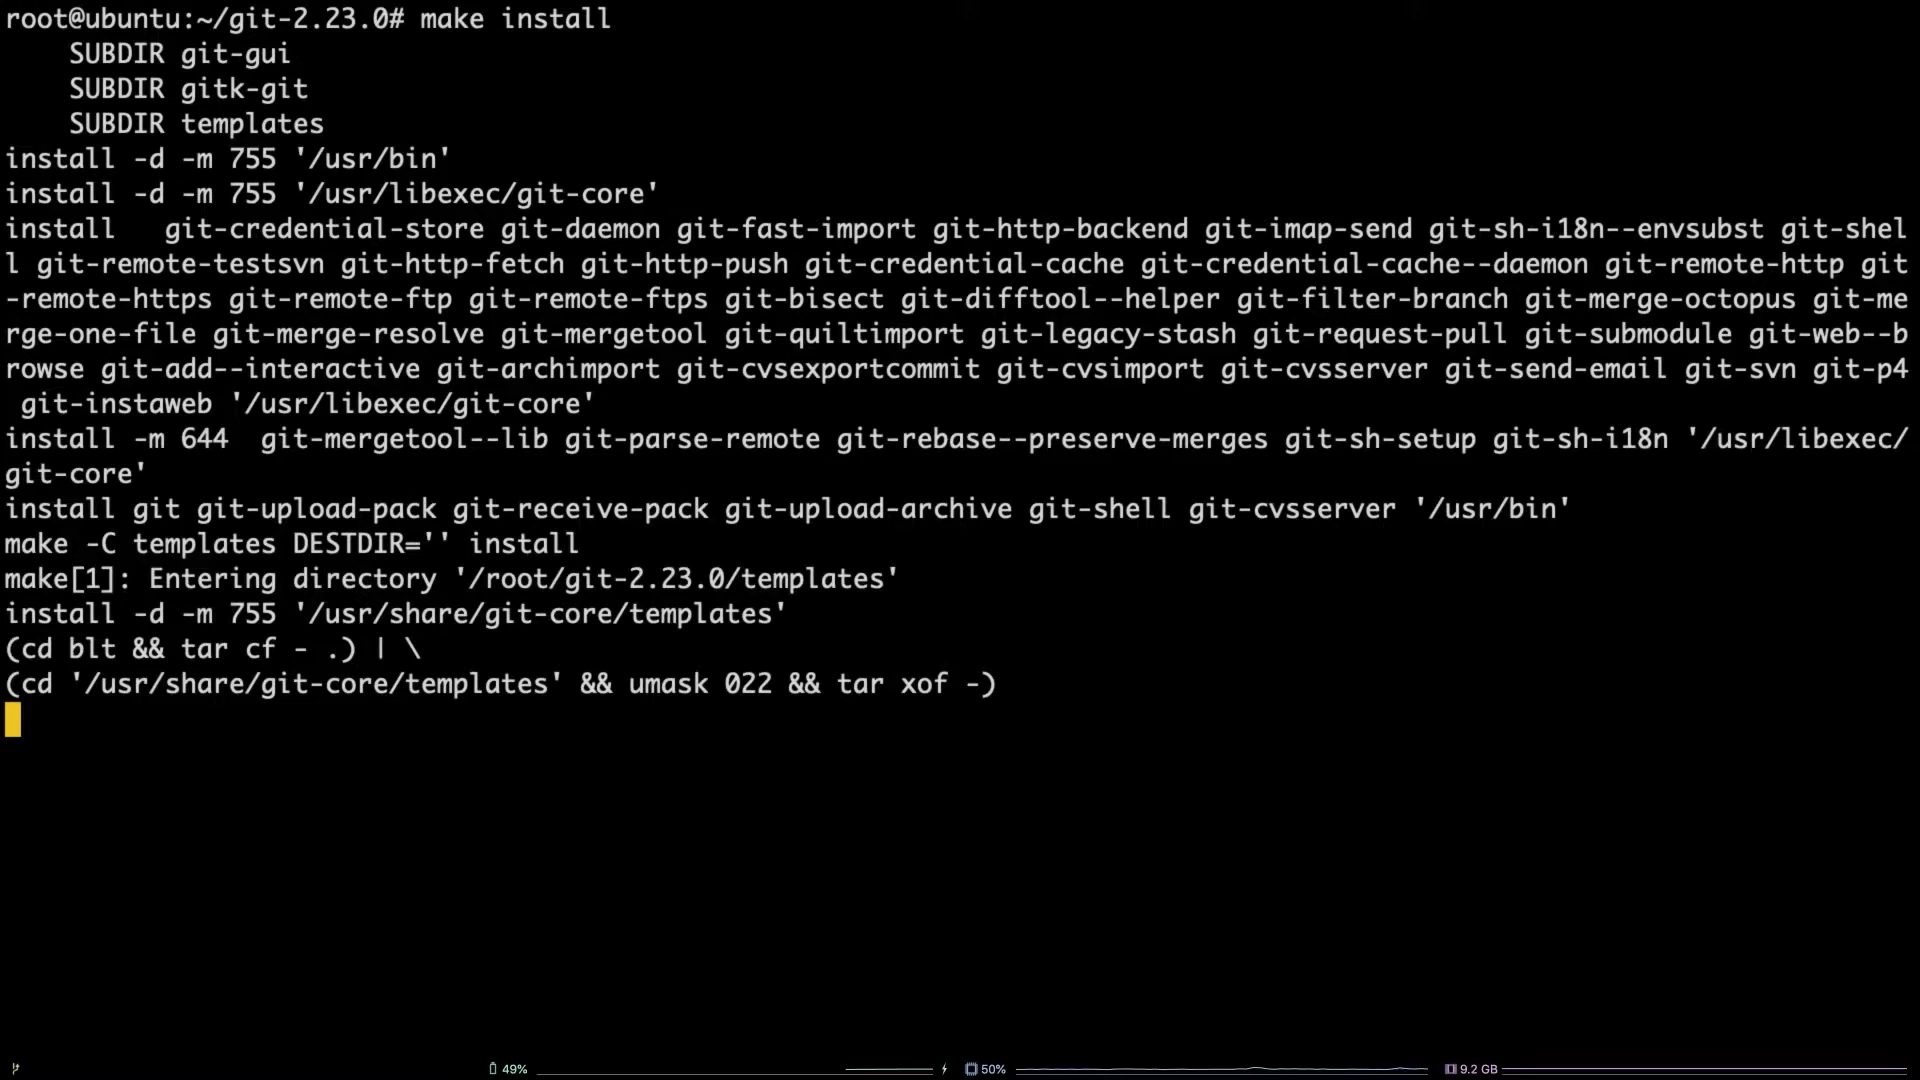 root@ubuntu:~/git-2.23.0# make install
    SUBDIR git-gui
    SUBDIR gitk-git
    SUBDIR templates
install -d -m 755 '/usr/bin'
install -d -m 755 '/usr/libexec/git-core'
install   git-credential-store git-daemon git-fast-import git-http-backend git-imap-send git-sh-i18n--envsubst git-shel
l git-remote-testsvn git-http-fetch git-http-push git-credential-cache git-credential-cache--daemon git-remote-http git
-remote-https git-remote-ftp git-remote-ftps git-bisect git-difftool--helper git-filter-branch git-merge-octopus git-me
rge-one-file git-merge-resolve git-mergetool git-quiltimport git-legacy-stash git-request-pull git-submodule git-web--b
rowse git-add--interactive git-archimport git-cvsexportcommit git-cvsimport git-cvsserver git-send-email git-svn git-p4
 git-instaweb '/usr/libexec/git-core'
install -m 644  git-mergetool--lib git-parse-remote git-rebase--preserve-merges git-sh-setup git-sh-i18n '/usr/libexec/
git-core'
install git git-upload-pack git-receive-pack git-upload-archive git-shell git-cvsserver '/usr/bin'
make -C templates DESTDIR='' install
make[1]: Entering directory '/root/git-2.23.0/templates'
install -d -m 755 '/usr/share/git-core/templates'
(cd blt && tar cf - .) | \
(cd '/usr/share/git-core/templates' && umask 022 && tar xof -)
49% 50% 9.2 GB